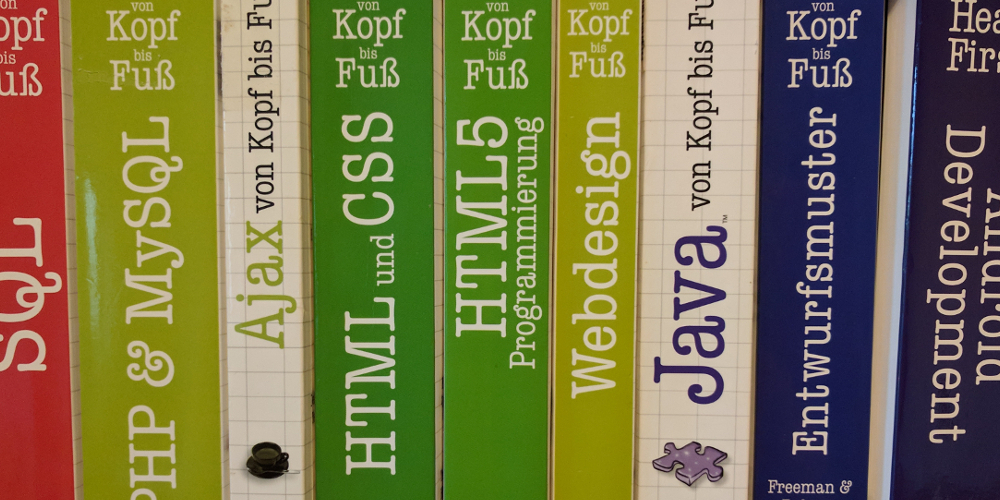 von
Kopf
bis
Fuß
SQL
von
Kopf
bis
Fuß
PHP & MySQL
Ajax von Kopf bis Fuß
von
Kopf
bis
Fuß
HTML und CSS
von
Kopf
bis
Fuß
HTML5
Programmierung
von
Kopf
bis
Fuß
Webdesign
Java™ von Kopf bis Fuß
von
Kopf
bis
Fuß
Entwurfsmuster
Freeman &
Head
First
Android
Development